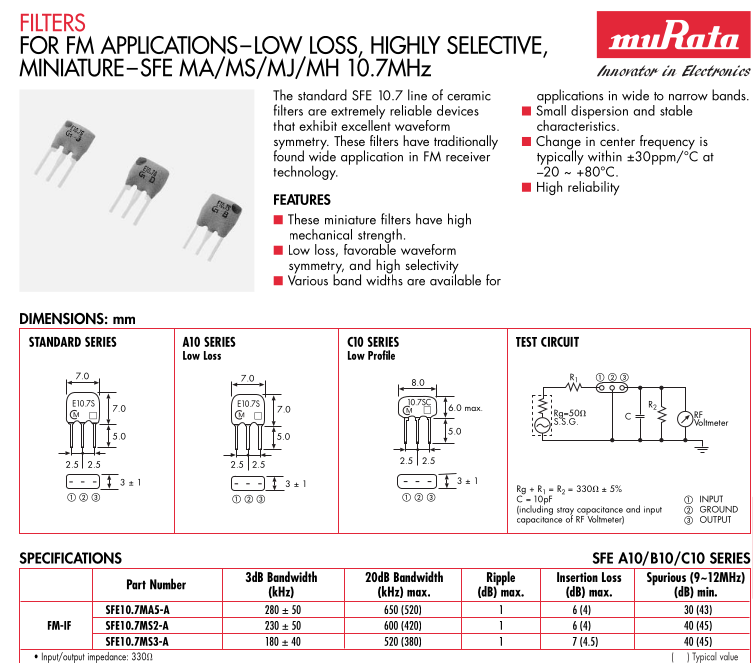 FILTERS
FOR FM APPLICATIONS–LOW LOSS, HIGHLY SELECTIVE,
MINIATURE–SFE MA/MS/MJ/MH 10.7MHz
muRata
Innovator in Electronics
The standard SFE 10.7 line of ceramic
filters are extremely reliable devices
that exhibit excellent waveform
symmetry. These filters have traditionally
found wide application in FM receiver
technology.
FEATURES
■ These miniature filters have high
mechanical strength.
■ Low loss, favorable waveform
symmetry, and high selectivity
■ Various band widths are available for
applications in wide to narrow bands.
■ Small dispersion and stable
characteristics.
■ Change in center frequency is
typically within ±30ppm/°C at
–20 ~ +80°C.
■ High reliability
DIMENSIONS: mm
STANDARD SERIES
7.0
E10.7S
M
7.0
5.0
2.5 2.5
3 ± 1
① ② ③
A10 SERIES
Low Loss
7.0
E10.7S
M
7.0
5.0
2.5 2.5
3 ± 1
① ② ③
C10 SERIES
Low Profile
8.0
10.7SC
M
6.0 max.
5.0
2.5 2.5
3 ± 1
① ② ③
TEST CIRCUIT
R1
① ② ③
Rg=50Ω
S.S.G.
C
R2
RF
Voltmeter
Rg + R1 = R2 = 330Ω ± 5%
C = 10pF
(including stray capacitance and input
capacitance of RF Voltmeter)
① INPUT
② GROUND
③ OUTPUT
SPECIFICATIONS SFE A10/B10/C10 SERIES
Part Number 3dB Bandwidth (kHz) 20dB Bandwidth (kHz) max. Ripple (dB) max. Insertion Loss (dB) max. Spurious (9~12MHz) (dB) min.
FM-IF
SFE10.7MA5-A 280 ± 50 650 (520) 1 6 (4) 30 (43)
SFE10.7MS2-A 230 ± 50 600 (420) 1 6 (4) 40 (45)
SFE10.7MS3-A 180 ± 40 520 (380) 1 7 (4.5) 40 (45)
• Input/output impedance: 330Ω ( ) Typical value